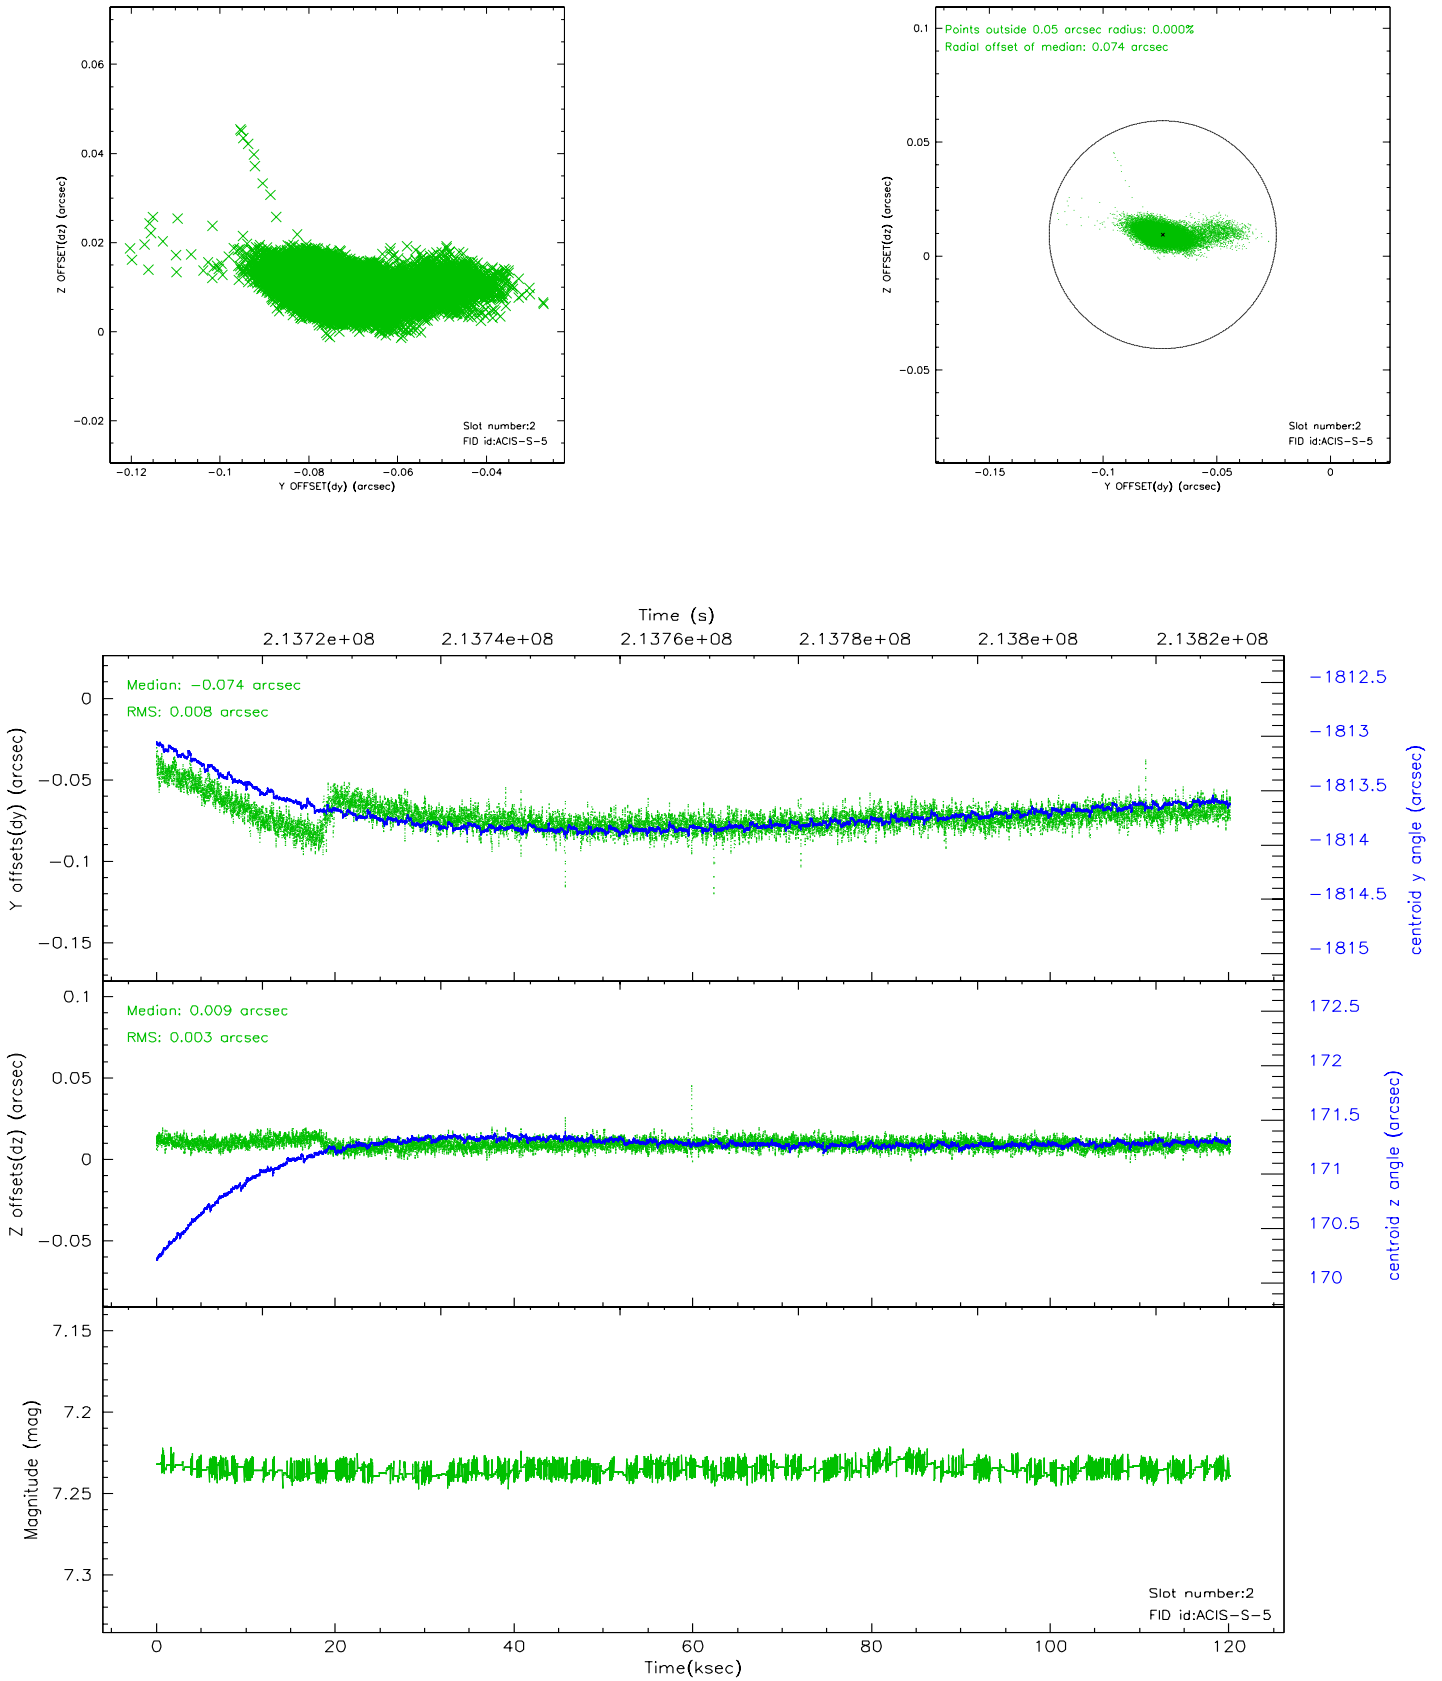 0.06
0.04
0.02
0
−0.02
−0.12
−0.1
−0.08
−0.06
−0.04
Z OFFSET(dz) (arcsec)
Y OFFSET(dy) (arcsec)
Slot number:2
FID id:ACIS−S−5
Points outside 0.05 arcsec radius: 0.000%
Radial offset of median: 0.074 arcsec
0.1
0.05
0
−0.05
−0.15
−0.1
−0.05
0
Z OFFSET(dz) (arcsec)
Y OFFSET(dy) (arcsec)
Slot number:2
FID id:ACIS−S−5
Time (s)
2.1372e+08
2.1374e+08
2.1376e+08
2.1378e+08
2.138e+08
2.1382e+08
Median: −0.074 arcsec
RMS: 0.008 arcsec
0
−0.05
−0.1
−0.15
Y offsets(dy) (arcsec)
−1812.5
−1813
−1813.5
−1814
−1814.5
−1815
centroid y angle (arcsec)
Median: 0.009 arcsec
RMS: 0.003 arcsec
0.1
0.05
0
−0.05
Z offsets(dz) (arcsec)
172.5
172
171.5
171
170.5
170
centroid z angle (arcsec)
7.15
7.2
7.25
7.3
Magnitude (mag)
Slot number:2
FID id:ACIS−S−5
0
20
40
60
80
100
120
Time(ksec)